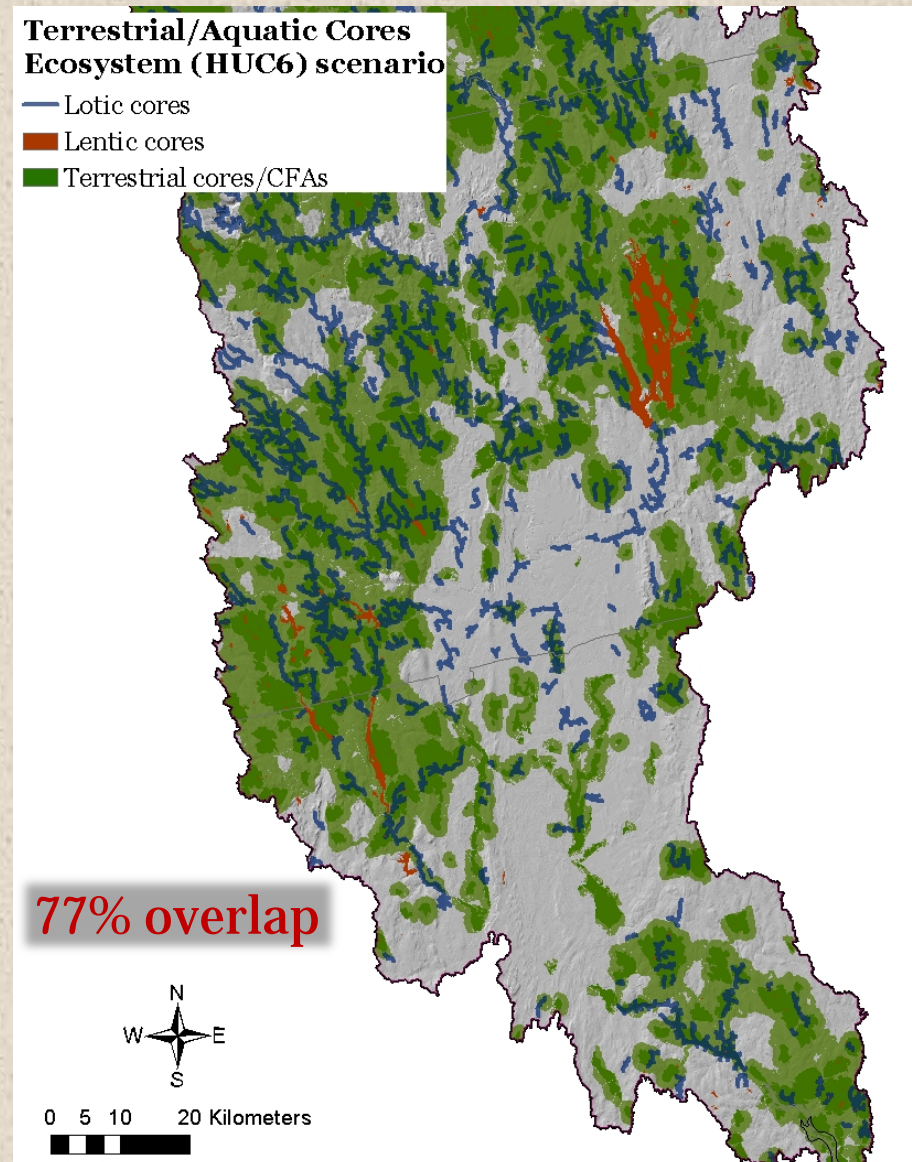 Terrestrial/Aquatic Cores
Ecosystem (HUC6) scenario
Lotic cores
Lentic cores
Terrestrial cores/CFAs
77% overlap
N
W E
S
0 5 10 20 Kilometers